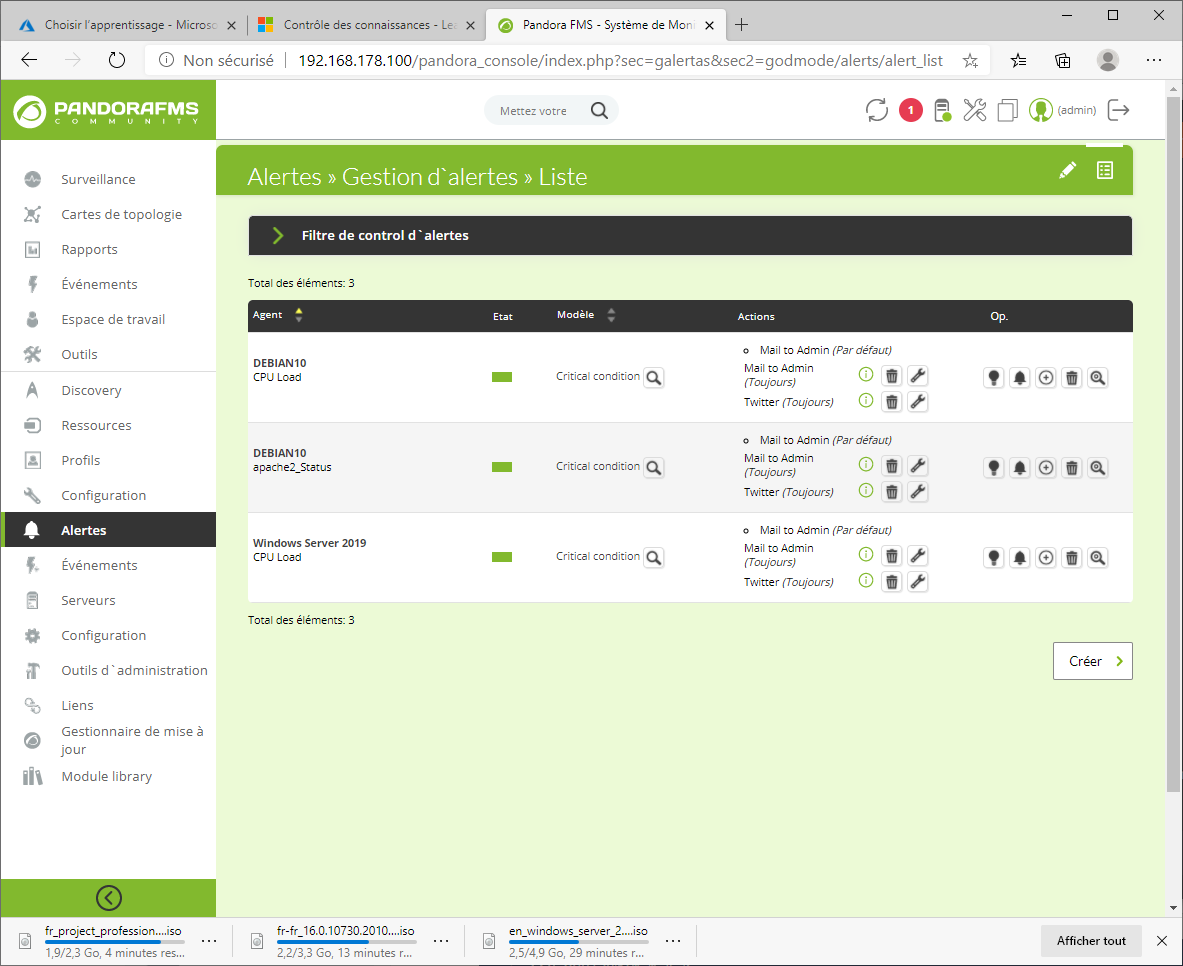 Choisir l'apprentissage - Microso
Contrôle des connaissances - Lea
Pandora FMS - Système de Moni
Non sécurisé
192.168.178.100/pandora_console/index.php?sec=galertas&sec2=godmode/alerts/alert_list
PANDORAFMS
COMMUNITY
Mettez votre
1
(admin)
Surveillance
Cartes de topologie
Rapports
Événements
Espace de travail
Outils
Discovery
Ressources
Profils
Configuration
Alertes
Événements
Serveurs
Configuration
Outils d`administration
Liens
Gestionnaire de mise à
jour
Module library
Alertes » Gestion d`alertes » Liste
Filtre de control d`alertes
Total des éléments: 3
Agent Etat Modèle Actions Op.
DEBIAN10
CPU Load
Critical condition
Mail to Admin (Par défaut)
Mail to Admin
(Toujours)
Twitter (Toujours)
DEBIAN10
apache2_Status
Critical condition
Mail to Admin (Par défaut)
Mail to Admin
(Toujours)
Twitter (Toujours)
Windows Server 2019
CPU Load
Critical condition
Mail to Admin (Par défaut)
Mail to Admin
(Toujours)
Twitter (Toujours)
Total des éléments: 3
Créer
fr_project_profession....iso
1,9/2,3 Go, 4 minutes res...
fr-fr_16.0.10730.2010....iso
2,2/3,3 Go, 13 minutes r...
en_windows_server_2....iso
2,5/4,9 Go, 29 minutes r...
Afficher tout